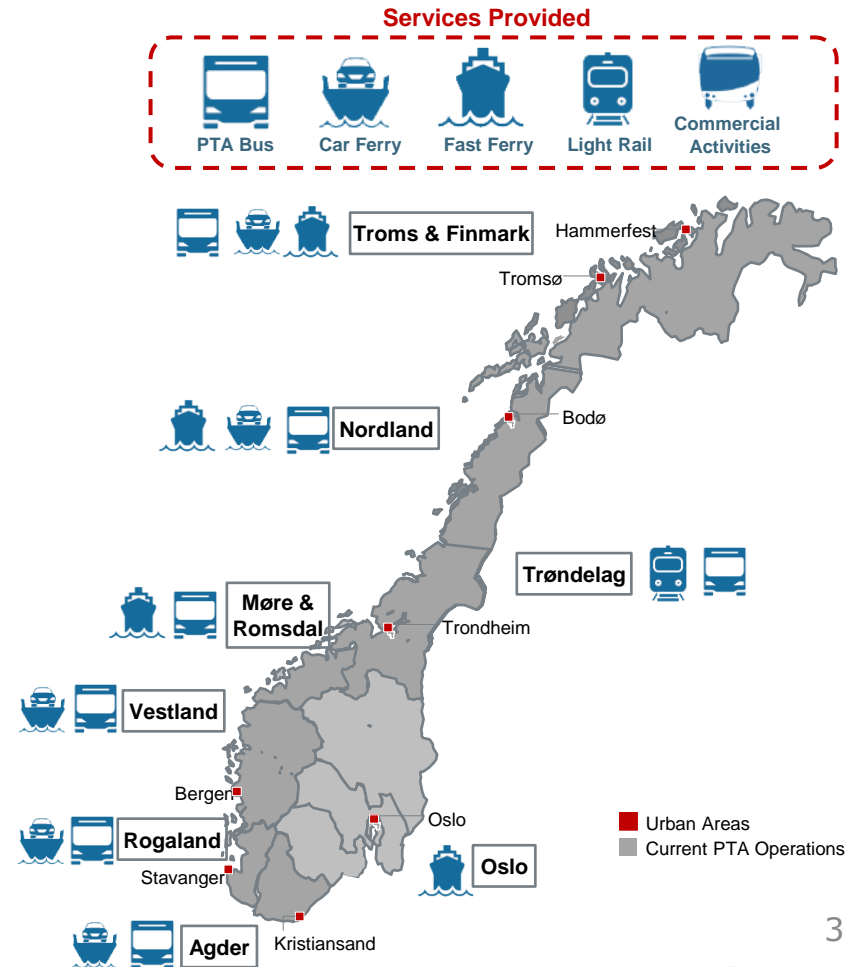 Services Provided
PTA Bus
Car Ferry
Fast Ferry
Light Rail
Commercial
Activities
Troms & Finmark
Hammerfest
Tromsø
Nordland
Bodø
Trøndelag
Møre &
Romsdal
Trondheim
Vestland
Bergen
Oslo
Urban Areas
Rogaland
Current PTA Operations
Oslo
Stavanger
Agder
Kristiansand
3